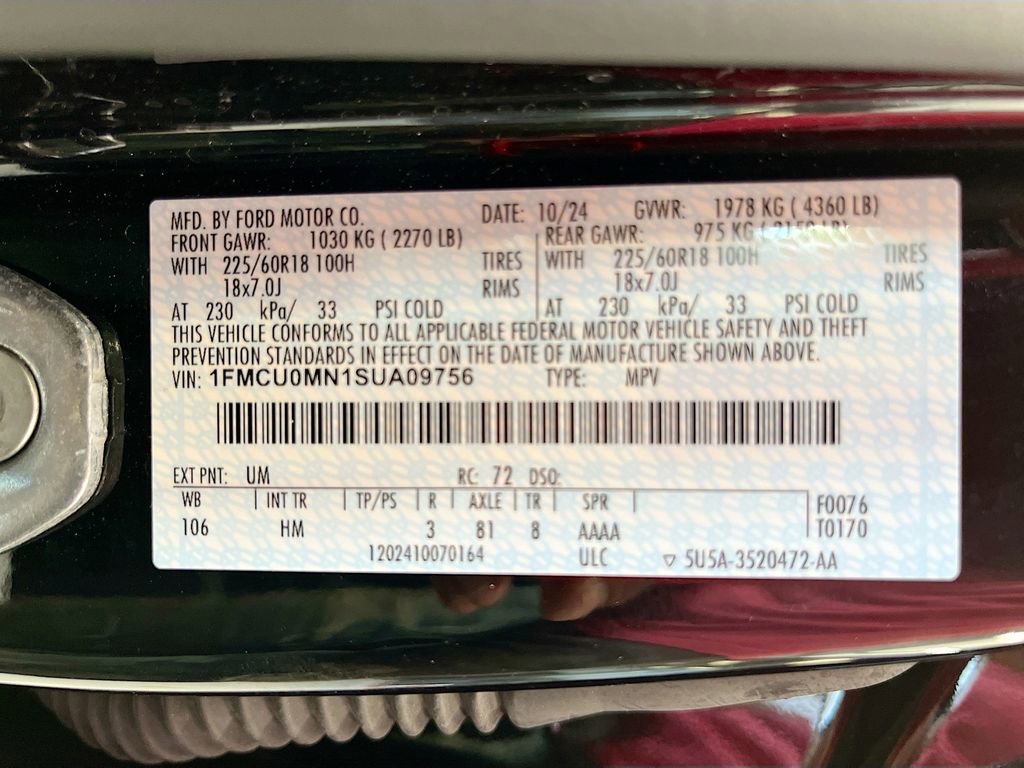 MFD. BY FORD MOTOR CO. DATE: 10/24 GVWR: 1978 KG ( 4360 LB)
FRONT GAWR: 1030 KG ( 2270 LB) REAR GAWR: 975 KG
WITH 225/60R18 100H TIRES WITH 225/60R18 100H TIRES
18x7.0J RIMS 18x7.0J RIMS
AT 230 kPa/ 33 PSI COLD AT 230 kPa/ 33 PSI COLD
THIS VEHICLE CONFORMS TO ALL APPLICABLE FEDERAL MOTOR VEHICLE SAFETY AND THEFT
PREVENTION STANDARDS IN EFFECT ON THE DATE OF MANUFACTURE SHOWN ABOVE.
VIN: 1FMCU0MN1SUA09756 TYPE: MPV
EXT PNT: UM RC: 72 DSO:
WB INT TR TP/PS R AXLE TR SPR F0076
106 HM 3 81 8 AAAA T0170
1202410070164 ULC ▽ 5U5A-3520472-AA